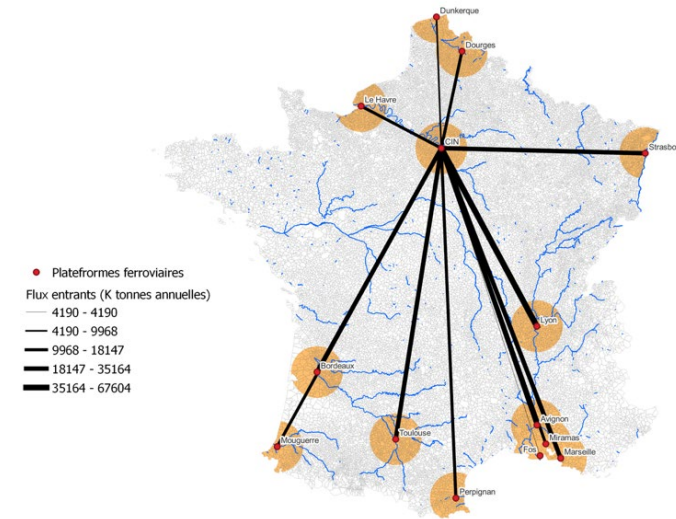 Dunkerque
Dourges
Le Havre
CIN
Strasbo
Plateformes ferroviaires
Flux entrants (K tonnes annuelles)
4190 - 4190
4190 - 9968
9968 - 18147
18147 - 35164
35164 - 67604
Lyon
Bordeaux
Avignon
Toulouse
Mouguerre
Miramas
Fos
Marseille
Perpignan